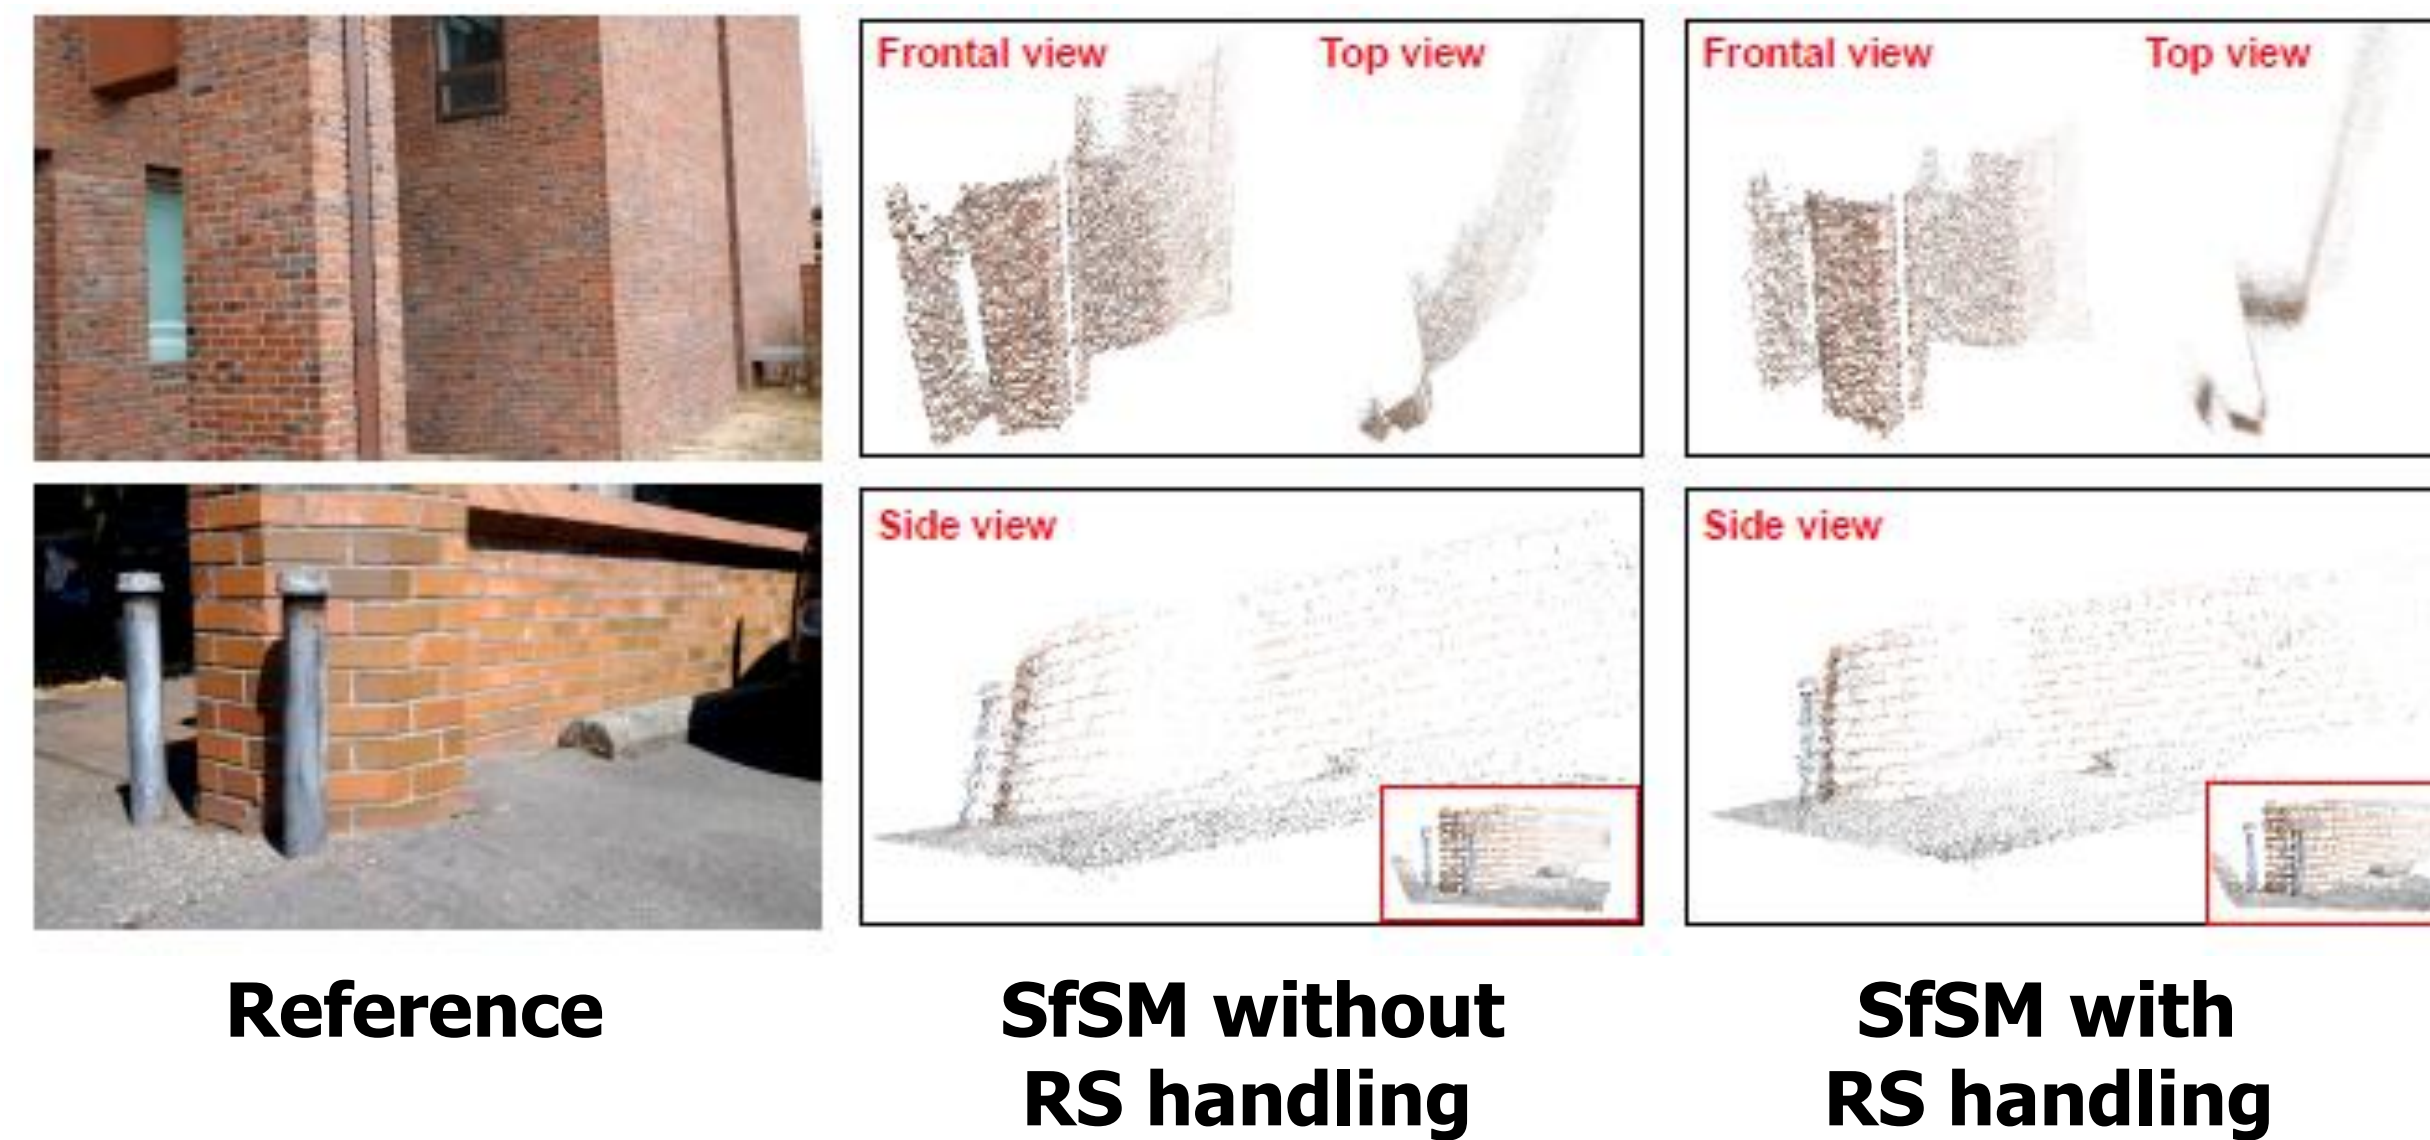 Frontal view
Top view
Frontal view
Top view
Side view
Side view
Reference
SfSM without
RS handling
SfSM with
RS handling